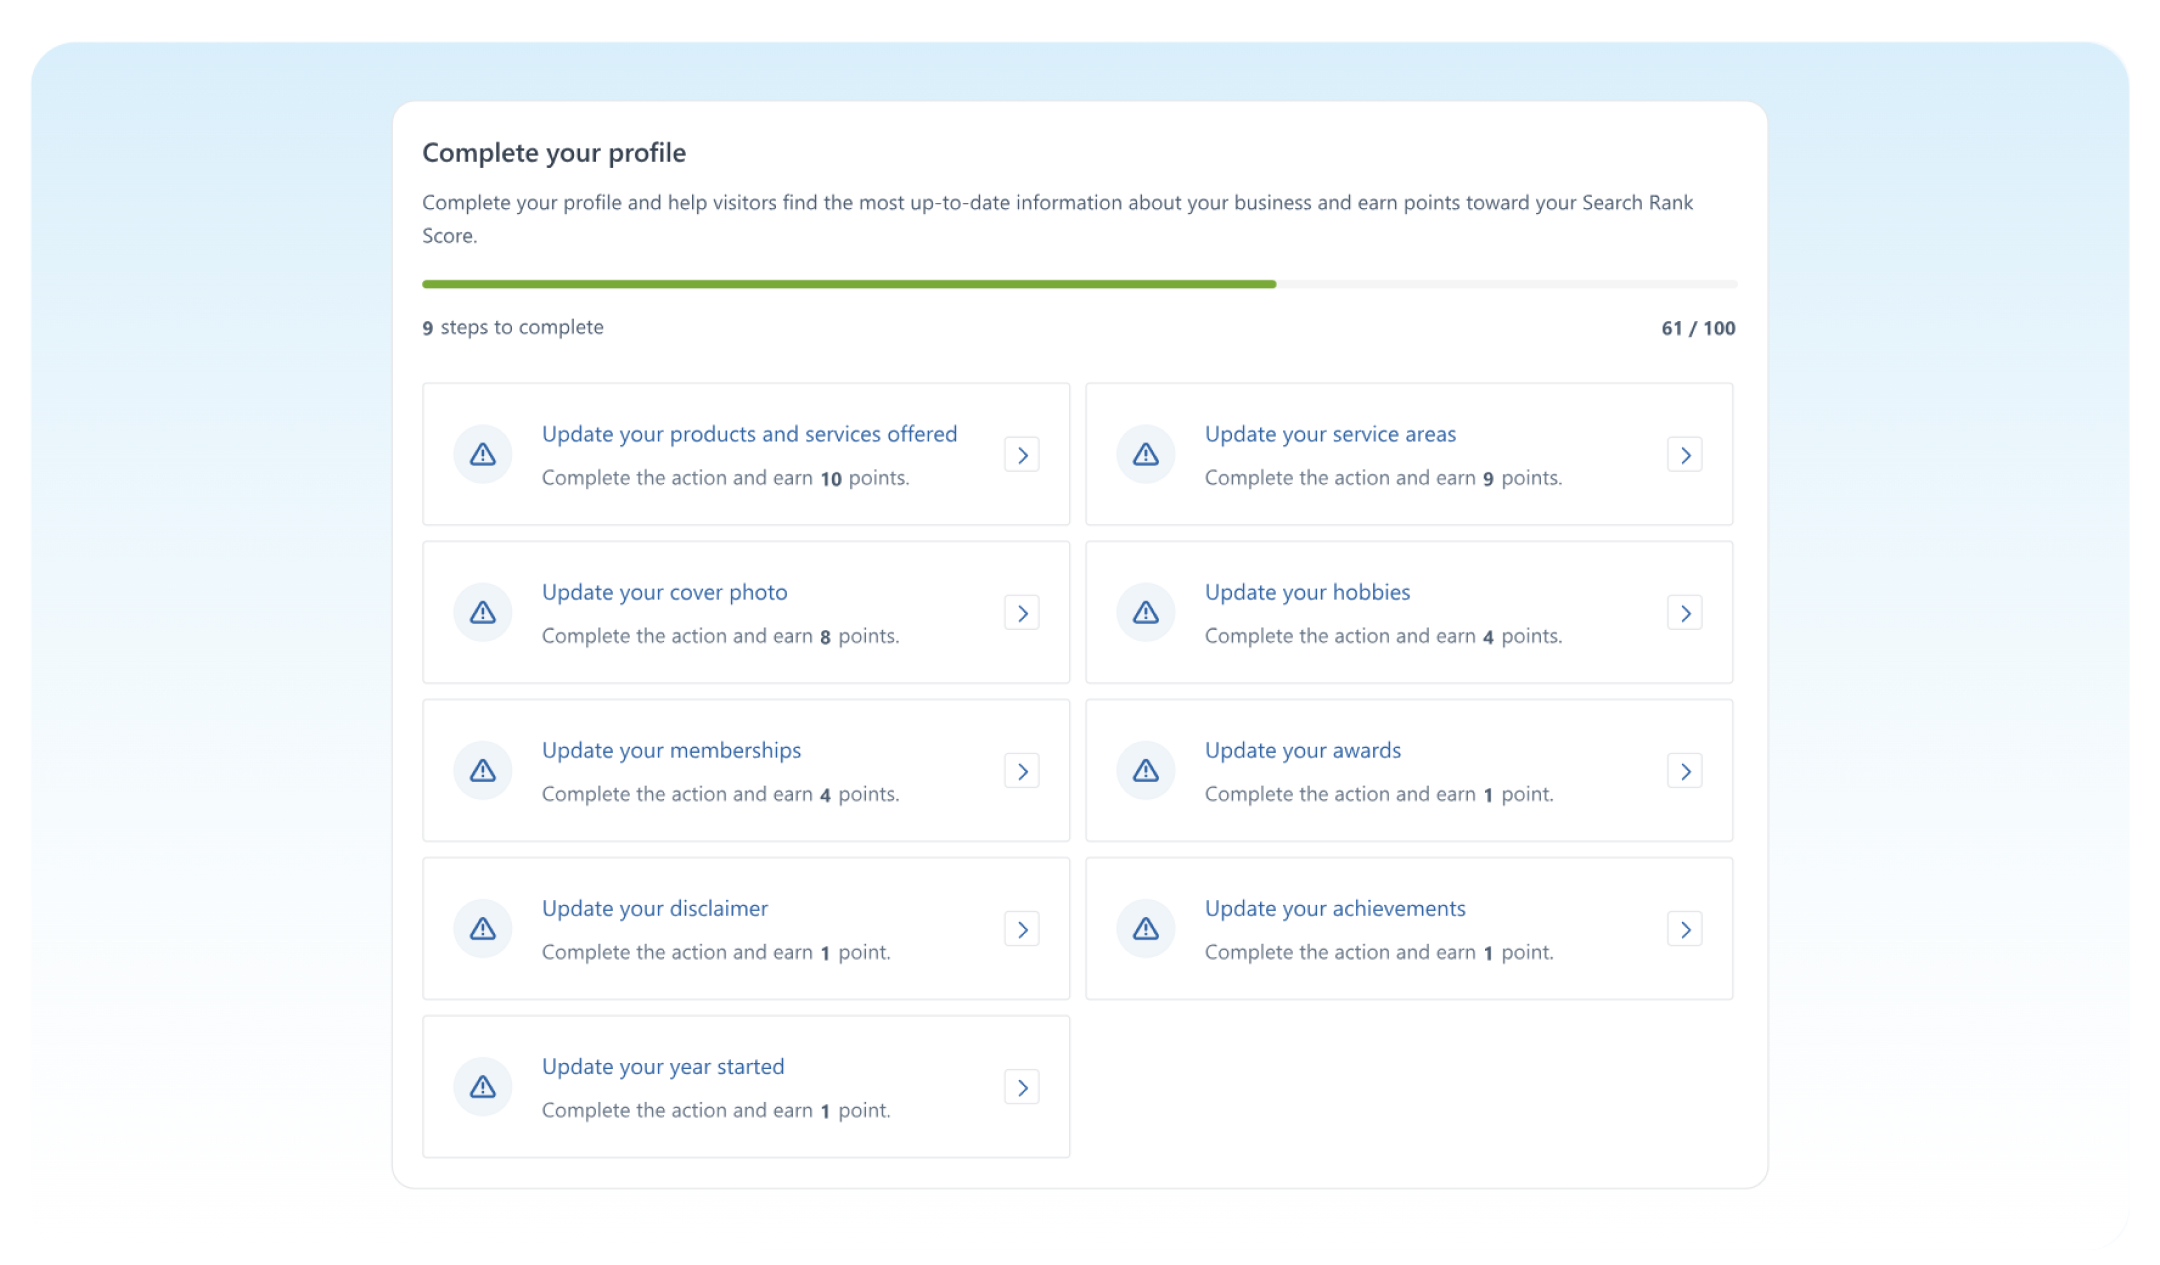 Complete your profile
Complete your profile and help visitors find the most up-to-date information about your business and earn points toward your Search Rank
Score.
9 steps to complete
61 / 100
Update your products and services offered
Complete the action and earn 10 points.
Update your service areas
Complete the action and earn 9 points.
Update your cover photo
Complete the action and earn 8 points.
Update your hobbies
Complete the action and earn 4 points.
Update your memberships
Complete the action and earn 4 points.
Update your awards
Complete the action and earn 1 point.
Update your disclaimer
Complete the action and earn 1 point.
Update your achievements
Complete the action and earn 1 point.
Update your year started
Complete the action and earn 1 point.